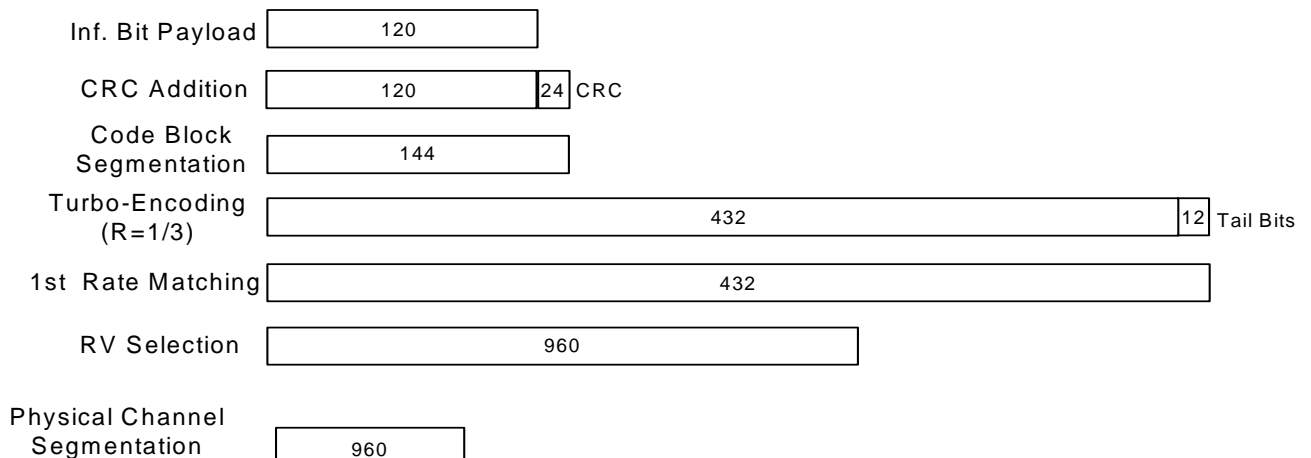 Inf. Bit Payload 120
CRC Addition 120 24 CRC
Code Block
Segmentation 144
Turbo-Encoding
(R=1/3) 432 12 Tail Bits
1st Rate Matching 432
RV Selection 960
Physical Channel
Segmentation 960